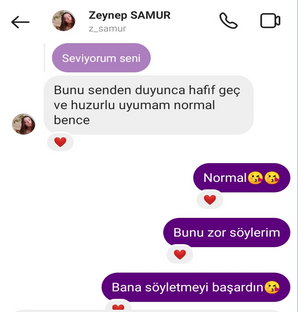 Zeynep SAMUR
z_samur
Seviyorum seni
Bunu senden duyunca hafif geç
ve huzurlu uyumam normal
bence
Normal😘😘
Bunu zor söylerim
Bana söyletmeyi başardın😘